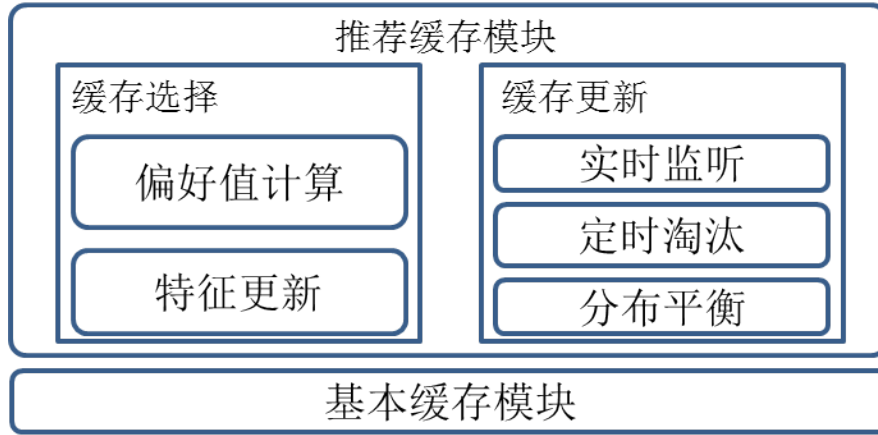 推荐缓存模块
缓存选择
偏好值计算
特征更新
缓存更新
实时监听
定时淘汰
分布平衡
基本缓存模块